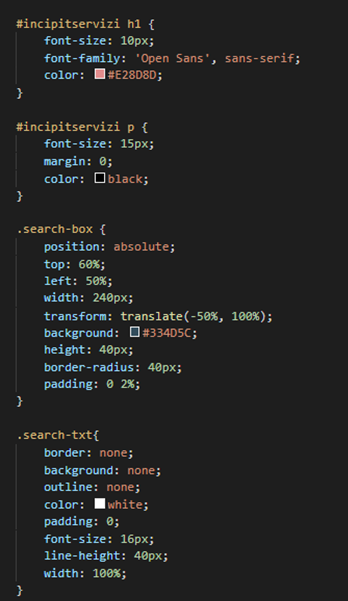 #incipitservizi h1 {
    font-size: 10px;
    font-family: 'Open Sans', sans-serif;
    color: #E28D8D;
}

#incipitservizi p {
    font-size: 15px;
    margin: 0;
    color: black;
}

.search-box {
    position: absolute;
    top: 60%;
    left: 50%;
    width: 240px;
    transform: translate(-50%, 100%);
    background: #334D5C;
    height: 40px;
    border-radius: 40px;
    padding: 0 2%;
}

.search-txt{
    border: none;
    background: none;
    outline: none;
    color: white;
    padding: 0;
    font-size: 16px;
    line-height: 40px;
    width: 100%;
}